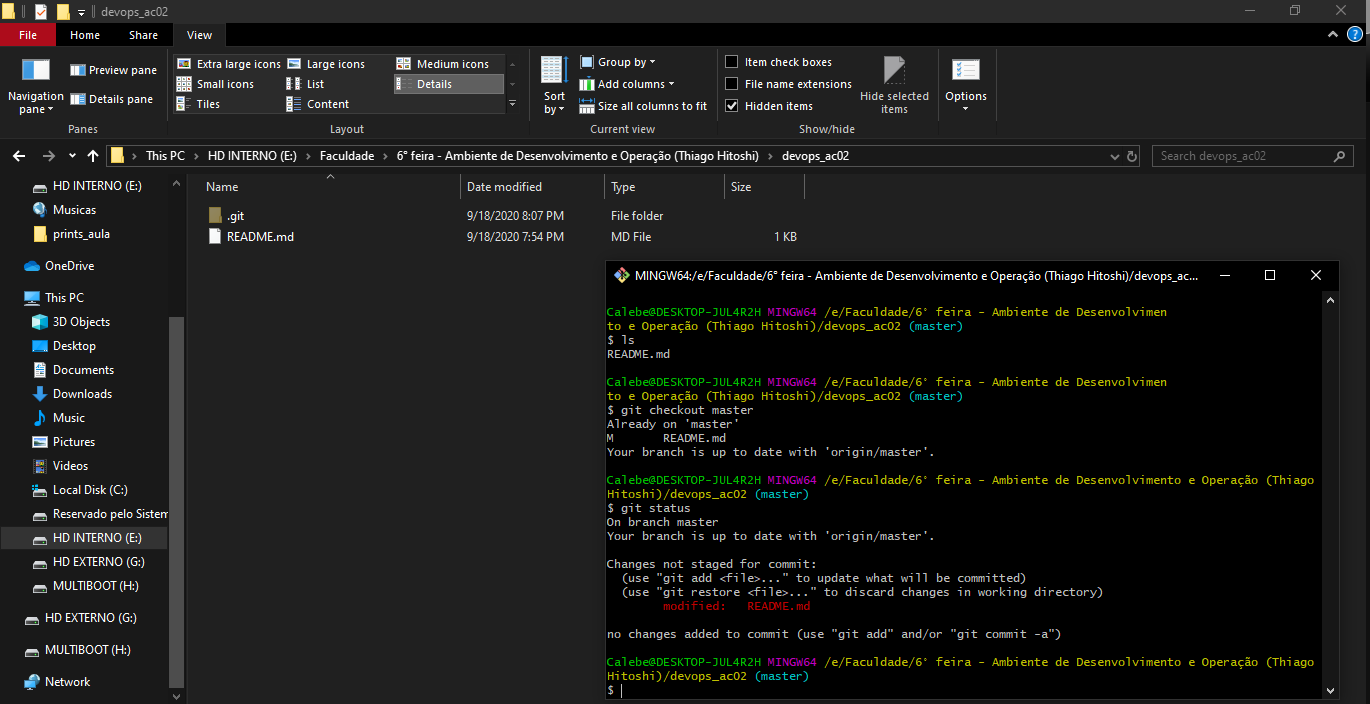 devops_ac02
File Home Share View
Navigation pane
Preview pane
Details pane
Panes
Extra large icons Large icons Medium icons
Small icons List Details
Tiles Content
Layout
Sort by
Group by
Add columns
Size all columns to fit
Current view
Item check boxes
File name extensions
Hidden items
Hide selected items
Show/hide
Options
This PC > HD INTERNO (E:) > Faculdade > 6° feira - Ambiente de Desenvolvimento e Operação (Thiago Hitoshi) > devops_ac02
Search devops_ac02
HD INTERNO (E:)
Musicas
prints_aula
OneDrive
This PC
3D Objects
Desktop
Documents
Downloads
Music
Pictures
Videos
Local Disk (C:)
Reservado pelo Sistem
HD INTERNO (E:)
HD EXTERNO (G:)
MULTIBOOT (H:)
HD EXTERNO (G:)
MULTIBOOT (H:)
Network
Name Date modified Type Size
.git 9/18/2020 8:07 PM File folder
README.md 9/18/2020 7:54 PM MD File 1 KB
MINGW64:/e/Faculdade/6° feira - Ambiente de Desenvolvimento e Operação (Thiago Hitoshi)/devops_ac...
Calebe@DESKTOP-JUL4R2H MINGW64 /e/Faculdade/6° feira - Ambiente de Desenvolvimen
to e Operação (Thiago Hitoshi)/devops_ac02 (master)
$ ls
README.md
Calebe@DESKTOP-JUL4R2H MINGW64 /e/Faculdade/6° feira - Ambiente de Desenvolvimen
to e Operação (Thiago Hitoshi)/devops_ac02 (master)
$ git checkout master
Already on 'master'
M README.md
Your branch is up to date with 'origin/master'.
Calebe@DESKTOP-JUL4R2H MINGW64 /e/Faculdade/6° feira - Ambiente de Desenvolvimento e Operação (Thiago
Hitoshi)/devops_ac02 (master)
$ git status
On branch master
Your branch is up to date with 'origin/master'.
Changes not staged for commit:
(use "git add <file>..." to update what will be committed)
(use "git restore <file>..." to discard changes in working directory)
modified: README.md
no changes added to commit (use "git add" and/or "git commit -a")
Calebe@DESKTOP-JUL4R2H MINGW64 /e/Faculdade/6° feira - Ambiente de Desenvolvimento e Operação (Thiago
Hitoshi)/devops_ac02 (master)
$